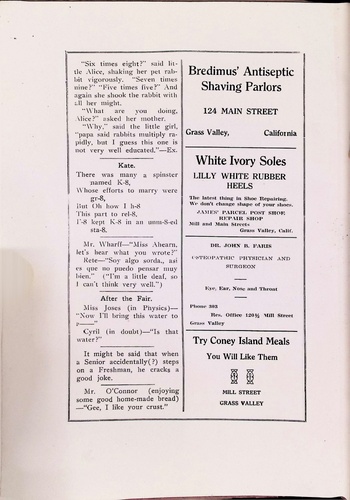 "Six times eight?" said lit-
tle Alice, shaking her pet rab-
bit vigorously. "Seven times
nine?" "Five times five?" And
again she shook the rabbit with
all her might.
"What are you doing,
Alice?" asked her mother.
"Why," said the little girl,
"papa said rabbits multiply ra-
pidly, but I guess this one is
not very well educated."—Ex.
Kate.
There was many a spinster
named K-8,
Whose efforts to marry were
gr-8,
But Oh how I h-8
This part to rel-8,
F-8 kept K-8 in an unm-8-ed
sta-8.
Mr. Wharff—"Miss Ahearn,
let's hear what you wrote?"
Rete—"Soy algo sorda, asi
es que no puedo pensar muy
bien." ("I'm a little deaf, so
I can't think very well.")
After the Fair.
Miss Joses (in Physics)—
"Now I'll bring this water to
a——"
Cyril (in doubt)—"Is that
water?"
It might be said that when
a Senior accidentally(?) steps
on a Freshman, he cracks a
good joke.
Mr. O'Connor (enjoying
some good home-made bread)
—"Gee, I like your crust."
Bredimus' Antiseptic
Shaving Parlors
124 MAIN STREET
Grass Valley, California
White Ivory Soles
LILLY WHITE RUBBER
HEELS
The latest thing in Shoe Repairing.
We don't change shape of your shoes.
JAMES' PARCEL POST SHOE
REPAIR SHOP
Mill and Main Streets
Grass Valley, Calif.
DR. JOHN B. FARIS
OSTEOPATHIC PHYSICIAN AND
SURGEON
Eye, Ear, Nose and Throat
Phone 303
Res. Office 120½ Mill Street
Grass Valley
Try Coney Island Meals
You Will Like Them
MILL STREET
GRASS VALLEY